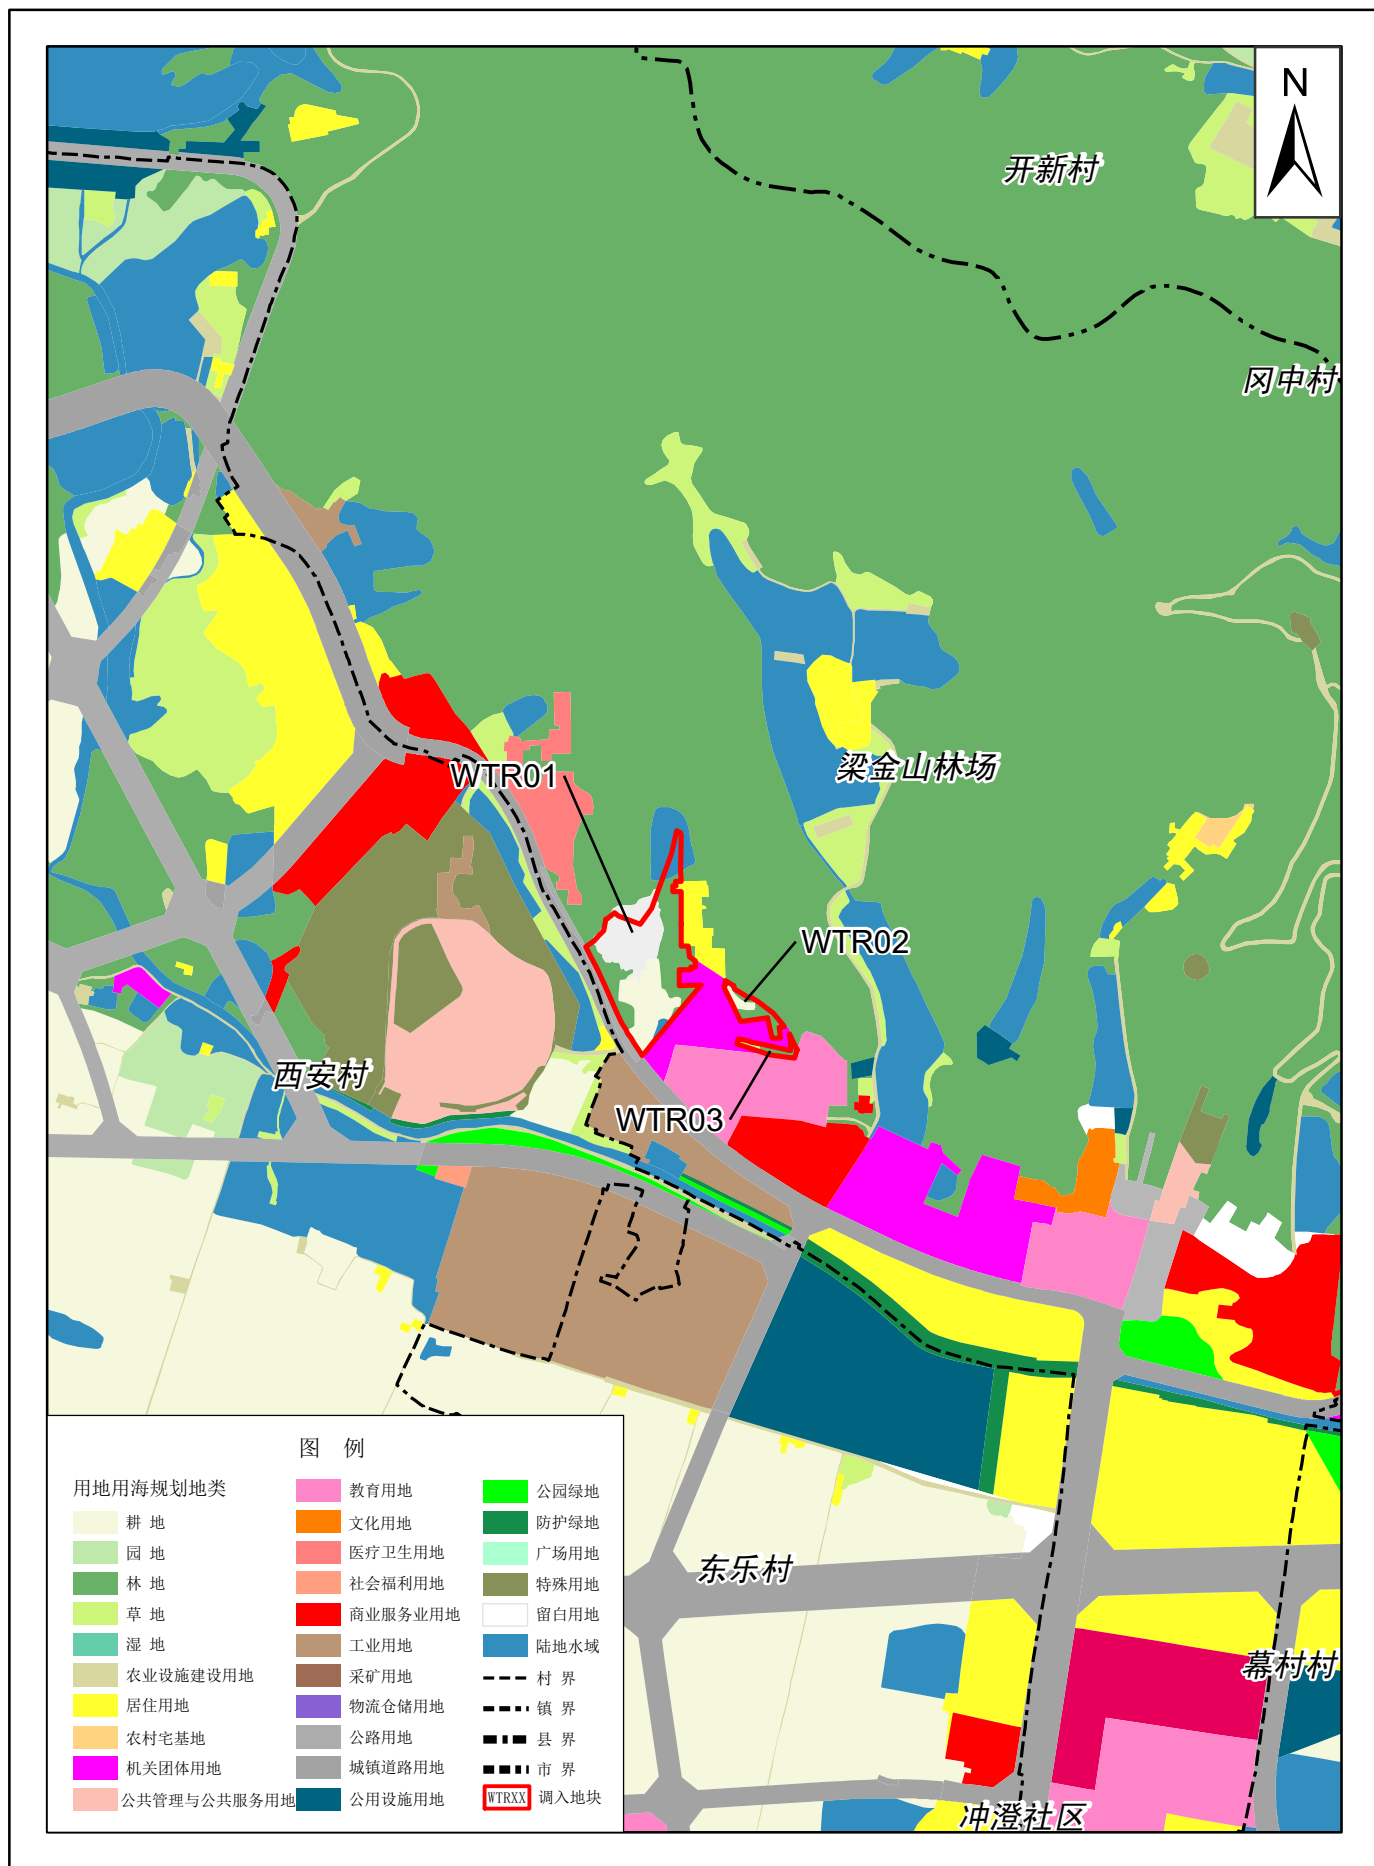 N
开新村
冈中村
梁金山林场
WTR01
WTR02
西安村
WTR03
图 例
用地用海规划地类
耕 地
园 地
林 地
草 地
湿 地
农业设施建设用地
居住用地
农村宅基地
机关团体用地
公共管理与公共服务用地
教育用地
文化用地
医疗卫生用地
社会福利用地
商业服务业用地
工业用地
采矿用地
物流仓储用地
公路用地
城镇道路用地
公用设施用地
公园绿地
防护绿地
广场用地
特殊用地
留白用地
陆地水域
村 界
镇 界
县 界
市 界
WTRXX 调入地块
东乐村
幕村村
冲澄社区